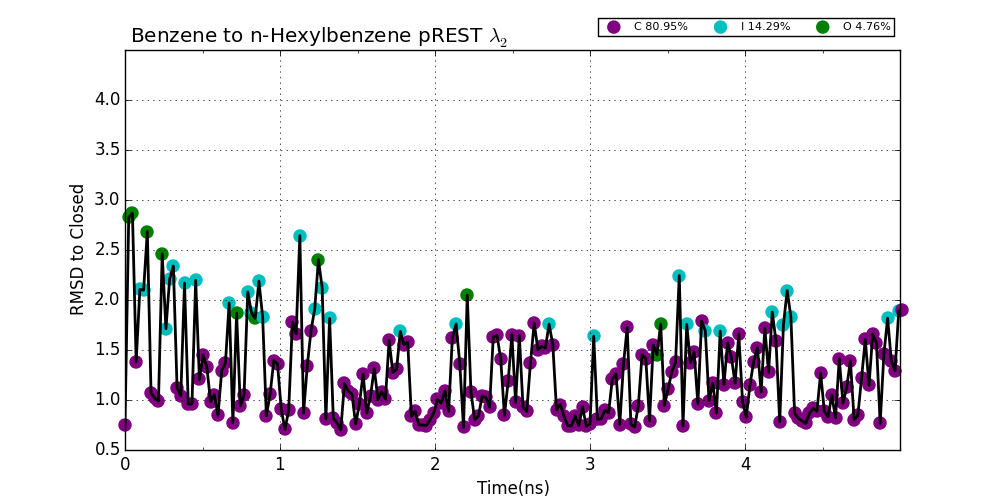 Benzene to n-Hexylbenzene pREST λ₂
C 80.95% I 14.29% O 4.76%
4.0
3.5
3.0
2.5
2.0
1.5
1.0
0.5
RMSD to Closed
0 1 2 3 4
Time(ns)